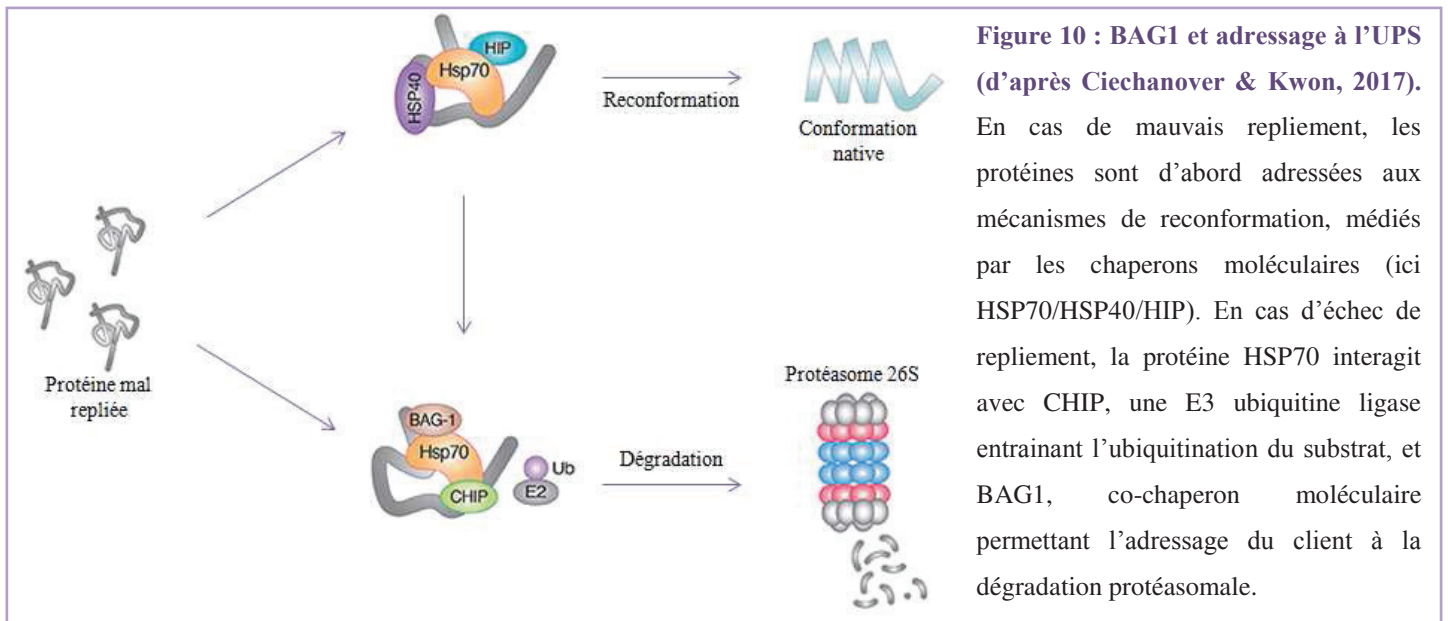 HIP
Hsp70
HSP40
Reconformation
Conformation
native
Protéine mal
repliée
BAG-1
Hsp70
CHIP
Ub
E2
Dégradation
Protéasome 26S
Figure 10 : BAG1 et adressage à l’UPS
(d’après Ciechanover & Kwon, 2017).
En cas de mauvais repliement, les
protéines sont d’abord adressées aux
mécanismes de reconformation, médiés
par les chaperons moléculaires (ici
HSP70/HSP40/HIP). En cas d’échec de
repliement, la protéine HSP70 interagit
avec CHIP, une E3 ubiquitine ligase
entrainant l’ubiquitination du substrat, et
BAG1, co-chaperon moléculaire
permettant l’adressage du client à la
dégradation protéasomale.